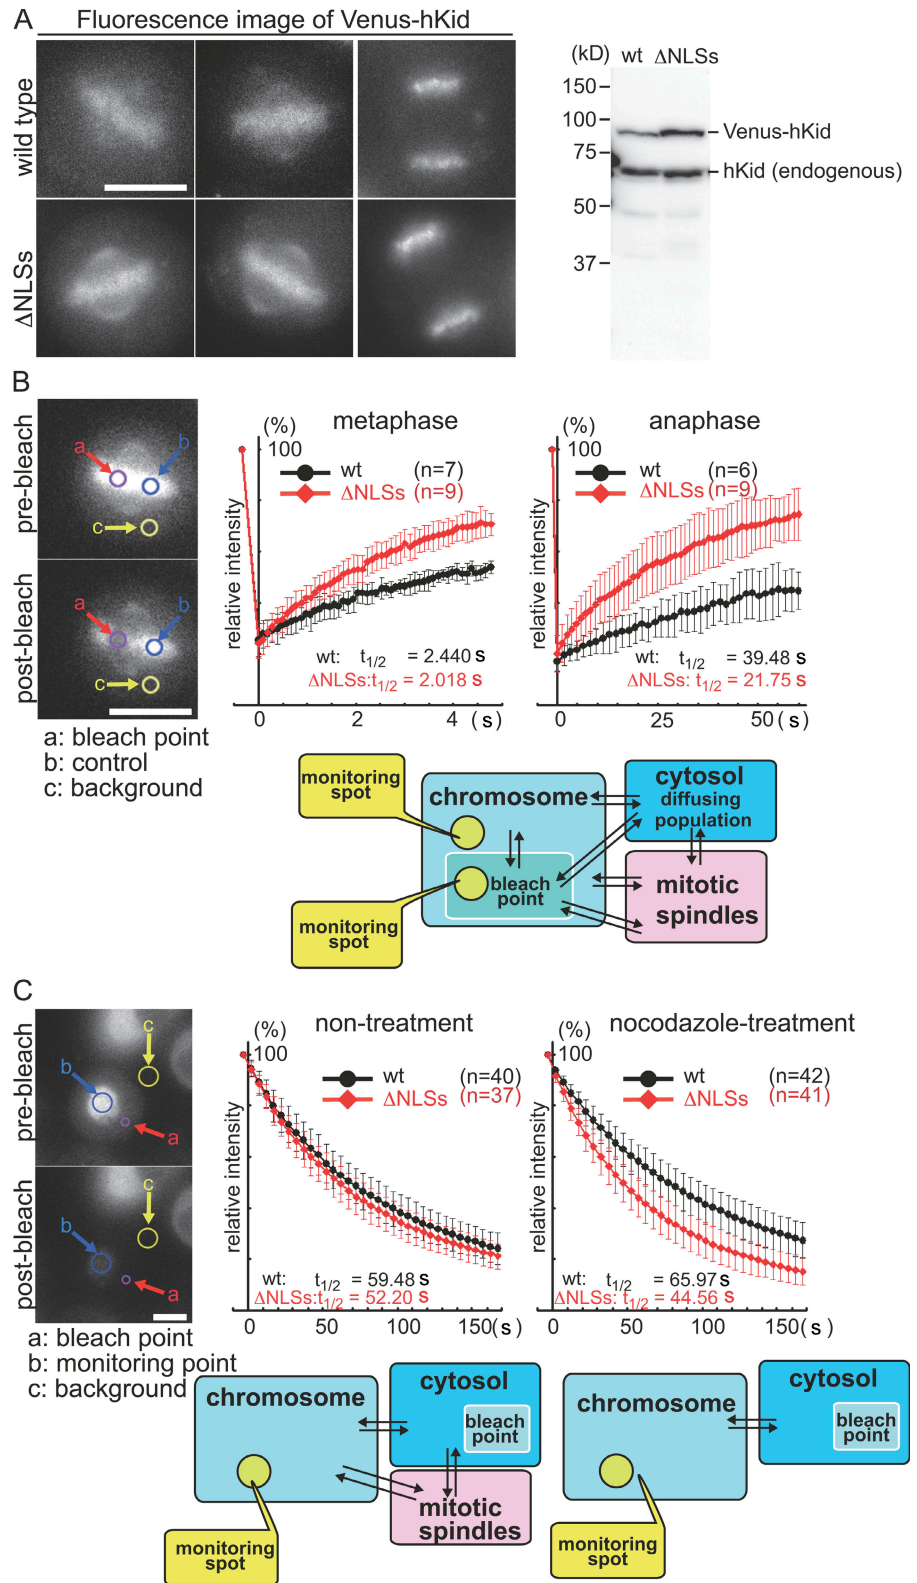 A
Fluorescence image of Venus-hKid
wild type
ΔNLSs
(kD) wt ΔNLSs
150
100
75
50
37
Venus-hKid
hKid (endogenous)
B
pre-bleach
a
b
c
post-bleach
a
b
c
a: bleach point
b: control
c: background
metaphase
(%)
100
relative intensity
wt (n=7)
ΔNLSs (n=9)
wt: t1/2 = 2.440 s
ΔNLSs: t1/2 = 2.018 s
0 2 4 (s)
anaphase
(%)
100
relative intensity
wt (n=6)
ΔNLSs (n=9)
wt: t1/2 = 39.48 s
ΔNLSs: t1/2 = 21.75 s
0 25 50 (s)
monitoring
spot
monitoring
spot
chromosome
bleach
point
cytosol
diffusing
population
mitotic
spindles
C
pre-bleach
c
b
a
post-bleach
c
b
a
a: bleach point
b: monitoring point
c: background
non-treatment
(%)
100
relative intensity
wt (n=40)
ΔNLSs (n=37)
wt: t1/2 = 59.48 s
ΔNLSs: t1/2 = 52.20 s
0 50 100 150 (s)
nocodazole-treatment
(%)
100
relative intensity
wt (n=42)
ΔNLSs (n=41)
wt: t1/2 = 65.97 s
ΔNLSs: t1/2 = 44.56 s
0 50 100 150 (s)
chromosome
cytosol
bleach
point
mitotic
spindles
monitoring
spot
chromosome
cytosol
bleach
point
monitoring
spot